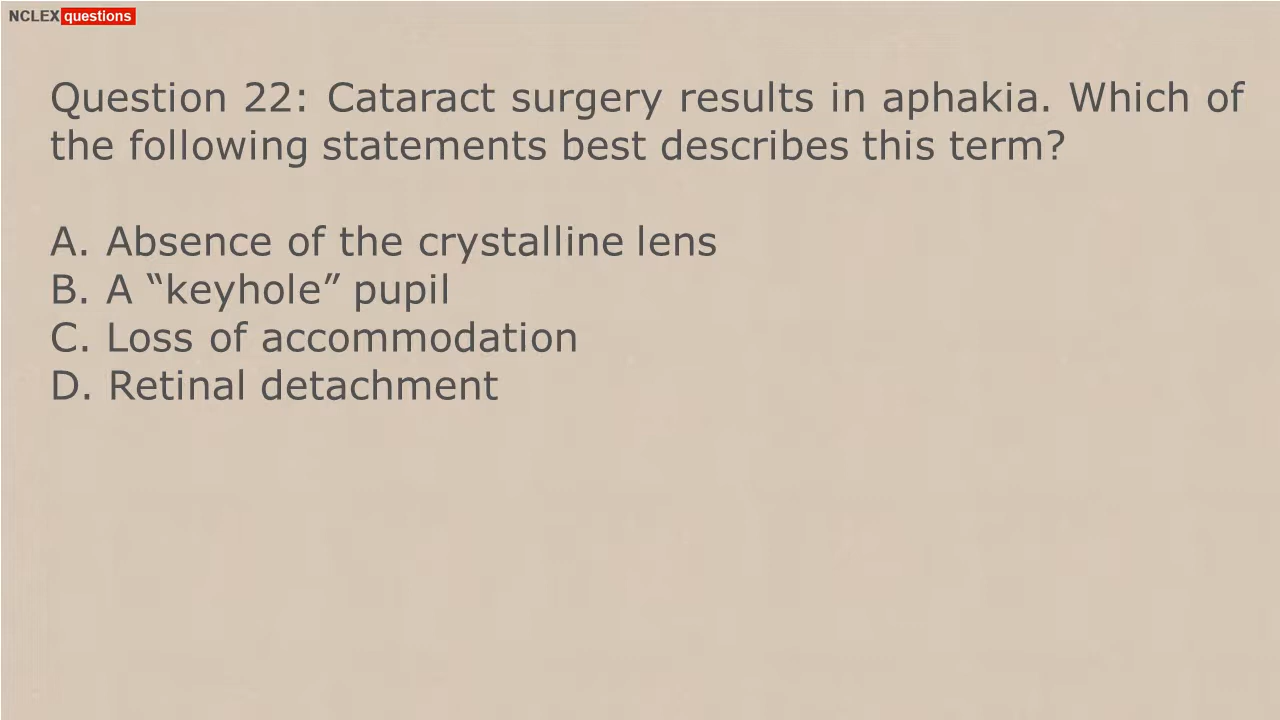 NCLEX questions
Question 22: Cataract surgery results in aphakia. Which of
the following statements best describes this term?
A. Absence of the crystalline lens
B. A “keyhole” pupil
C. Loss of accommodation
D. Retinal detachment